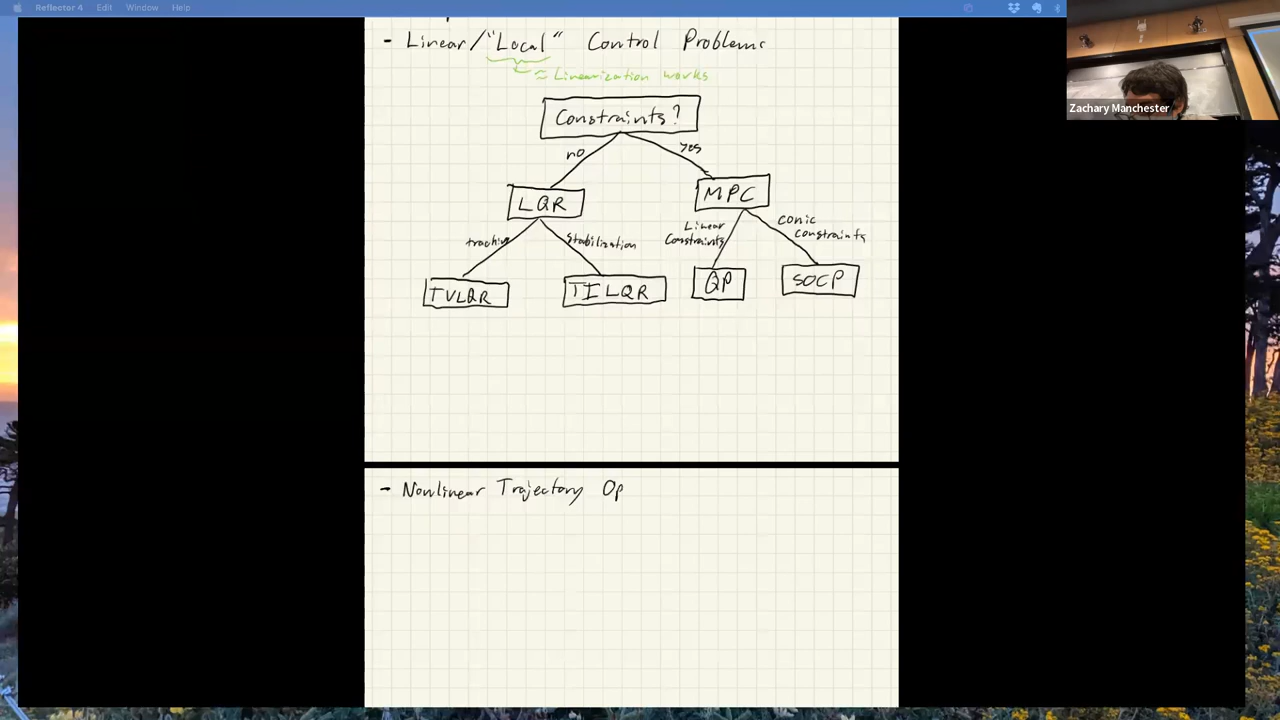 Reflector 4 Edit Window Help
Zachary Manchester
- Linear/"Local" Control Problems
≈ Linearization works
Constraints?
no
yes
LQR
MPC
tracking
Stabilization
Linear
Constraints
conic
constraints
TVLQR
TILQR
QP
SOCP
- Nonlinear Trajectory Op